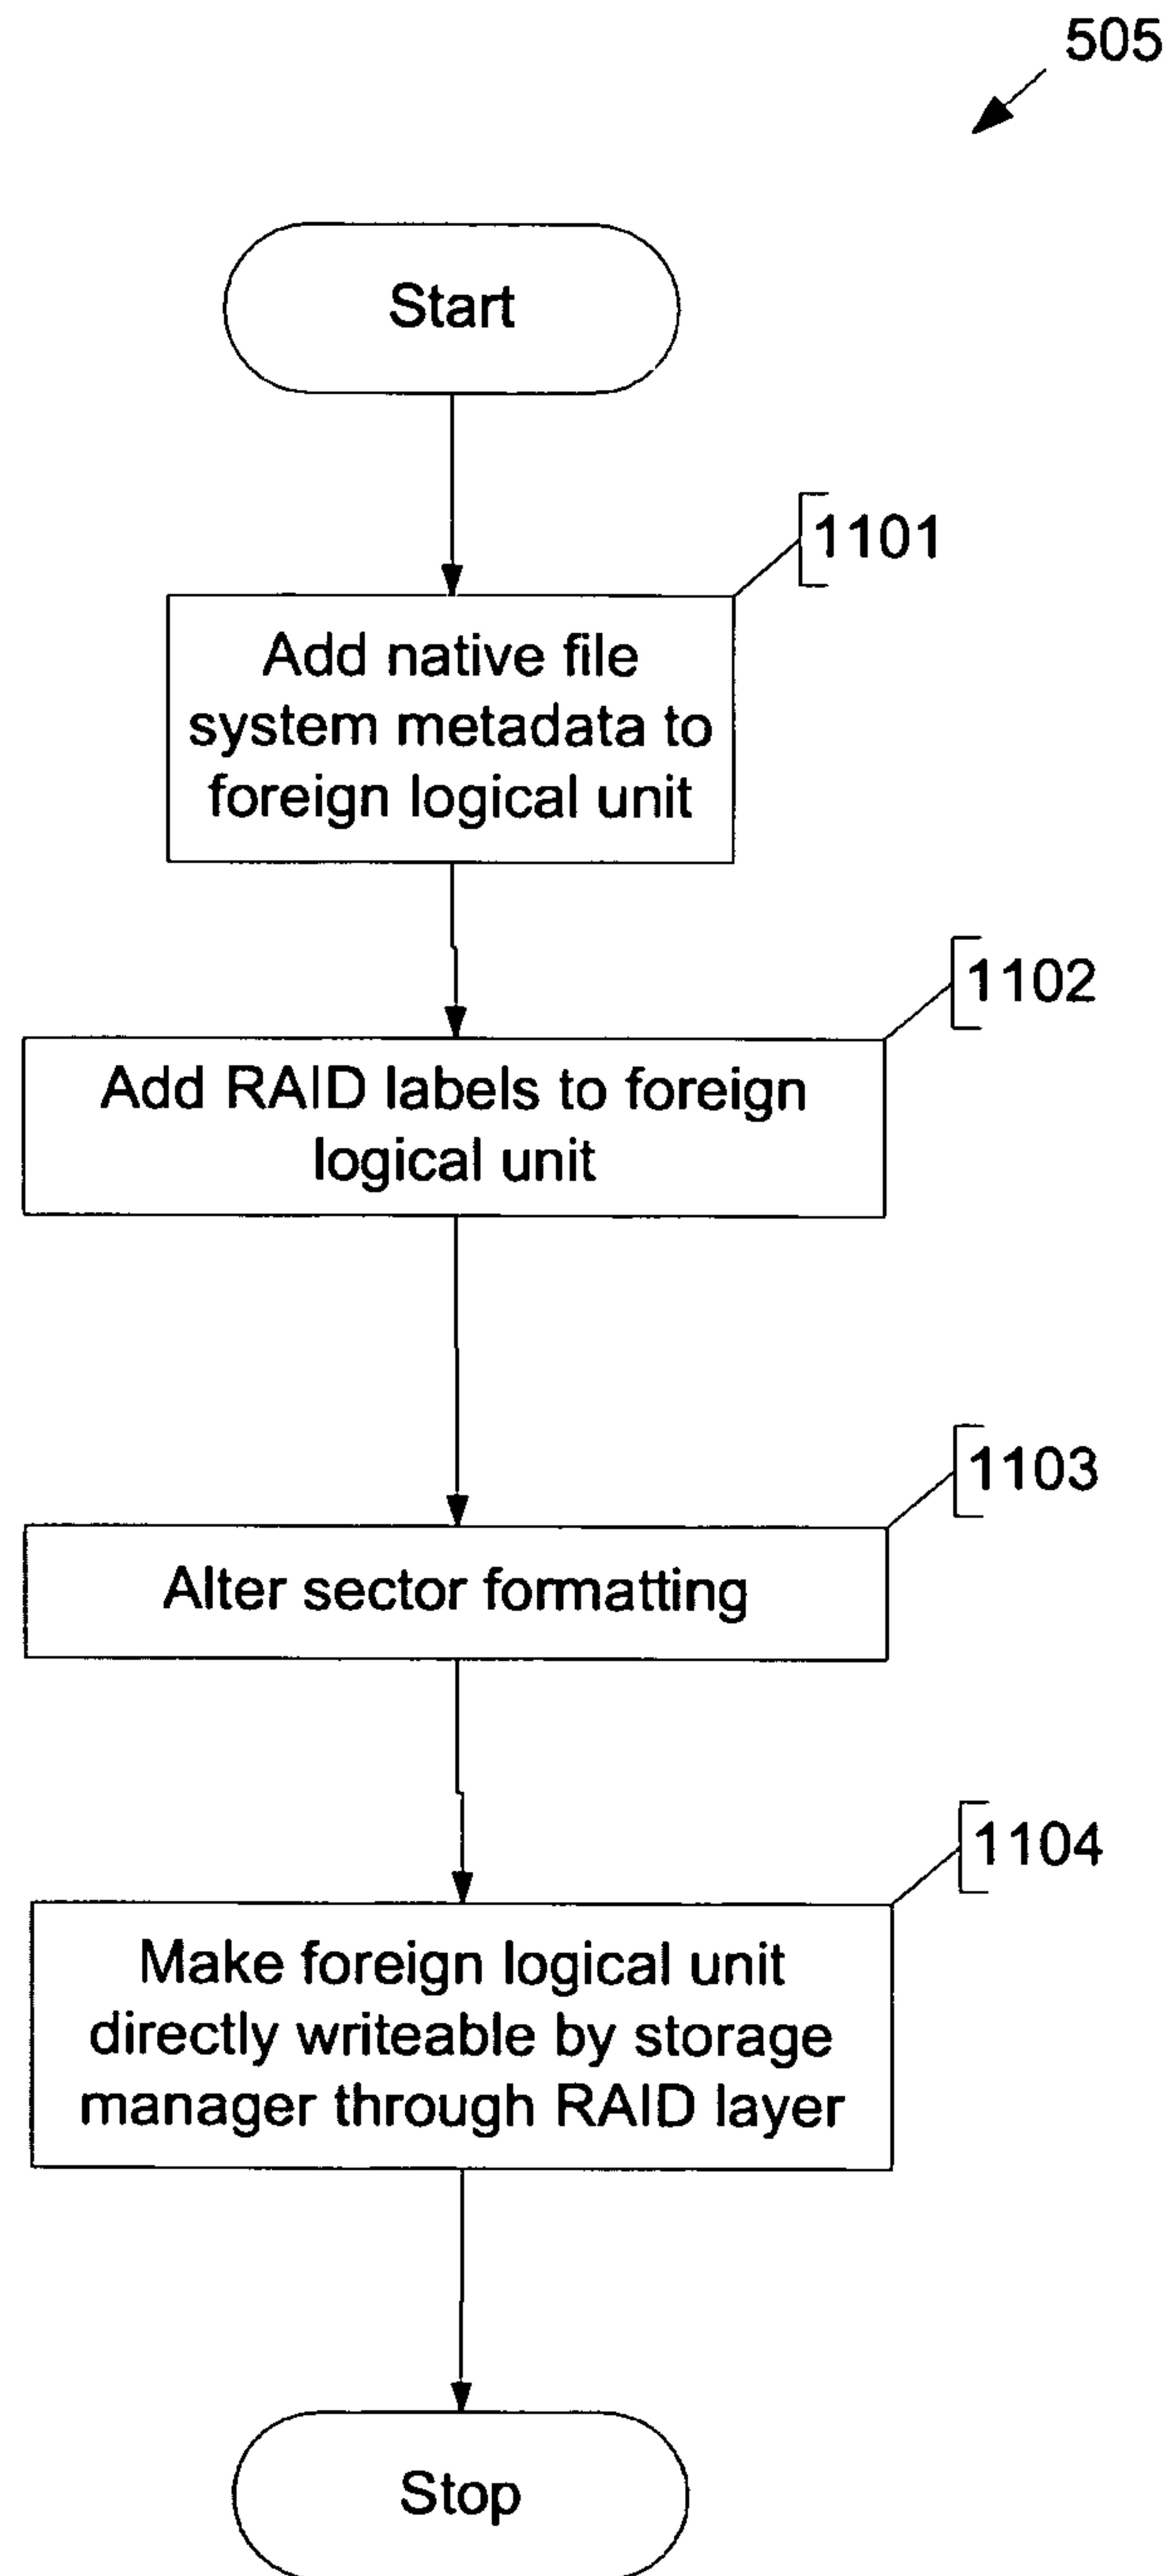 505
Start
1101
Add native file
system metadata to
foreign logical unit
1102
Add RAID labels to foreign
logical unit
1103
Alter sector formatting
1104
Make foreign logical unit
directly writeable by storage
manager through RAID layer
Stop